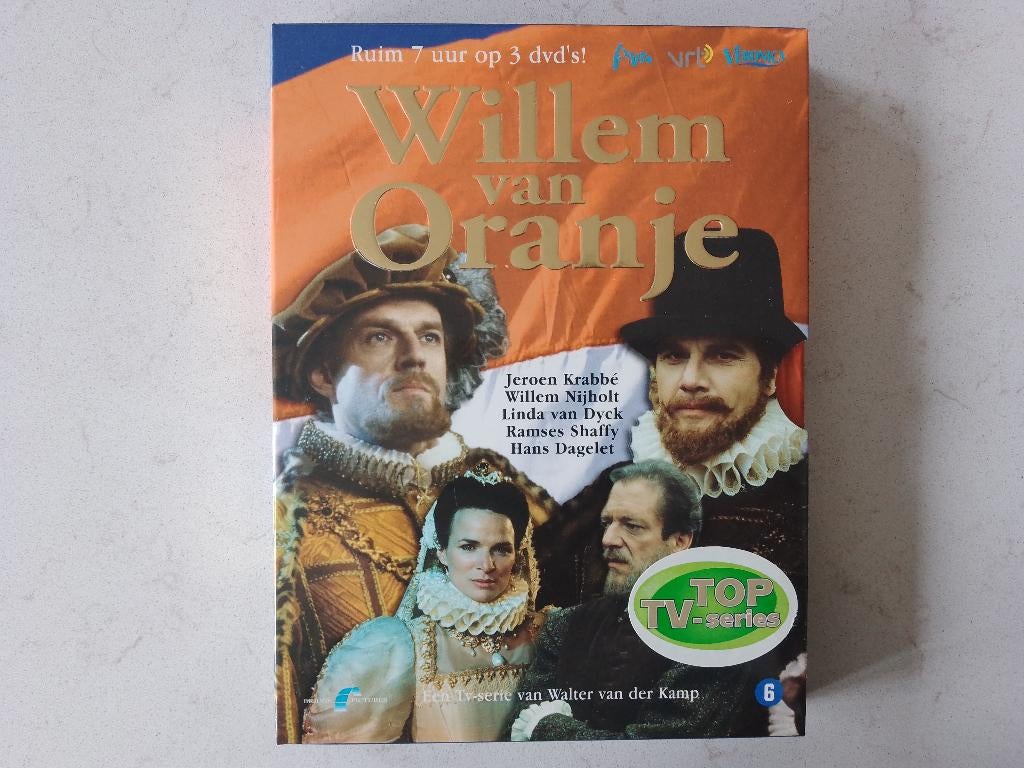 Ruim 7 uur op 3 dvd's!
vrt
Willem
van
Oranje
Jeroen Krabbé
Willem Nijholt
Linda van Dyck
Ramses Shaffy
Hans Dagelet
TOP
TV-series
Een Tv-serie van Walter van der Kamp
PICTURES
6